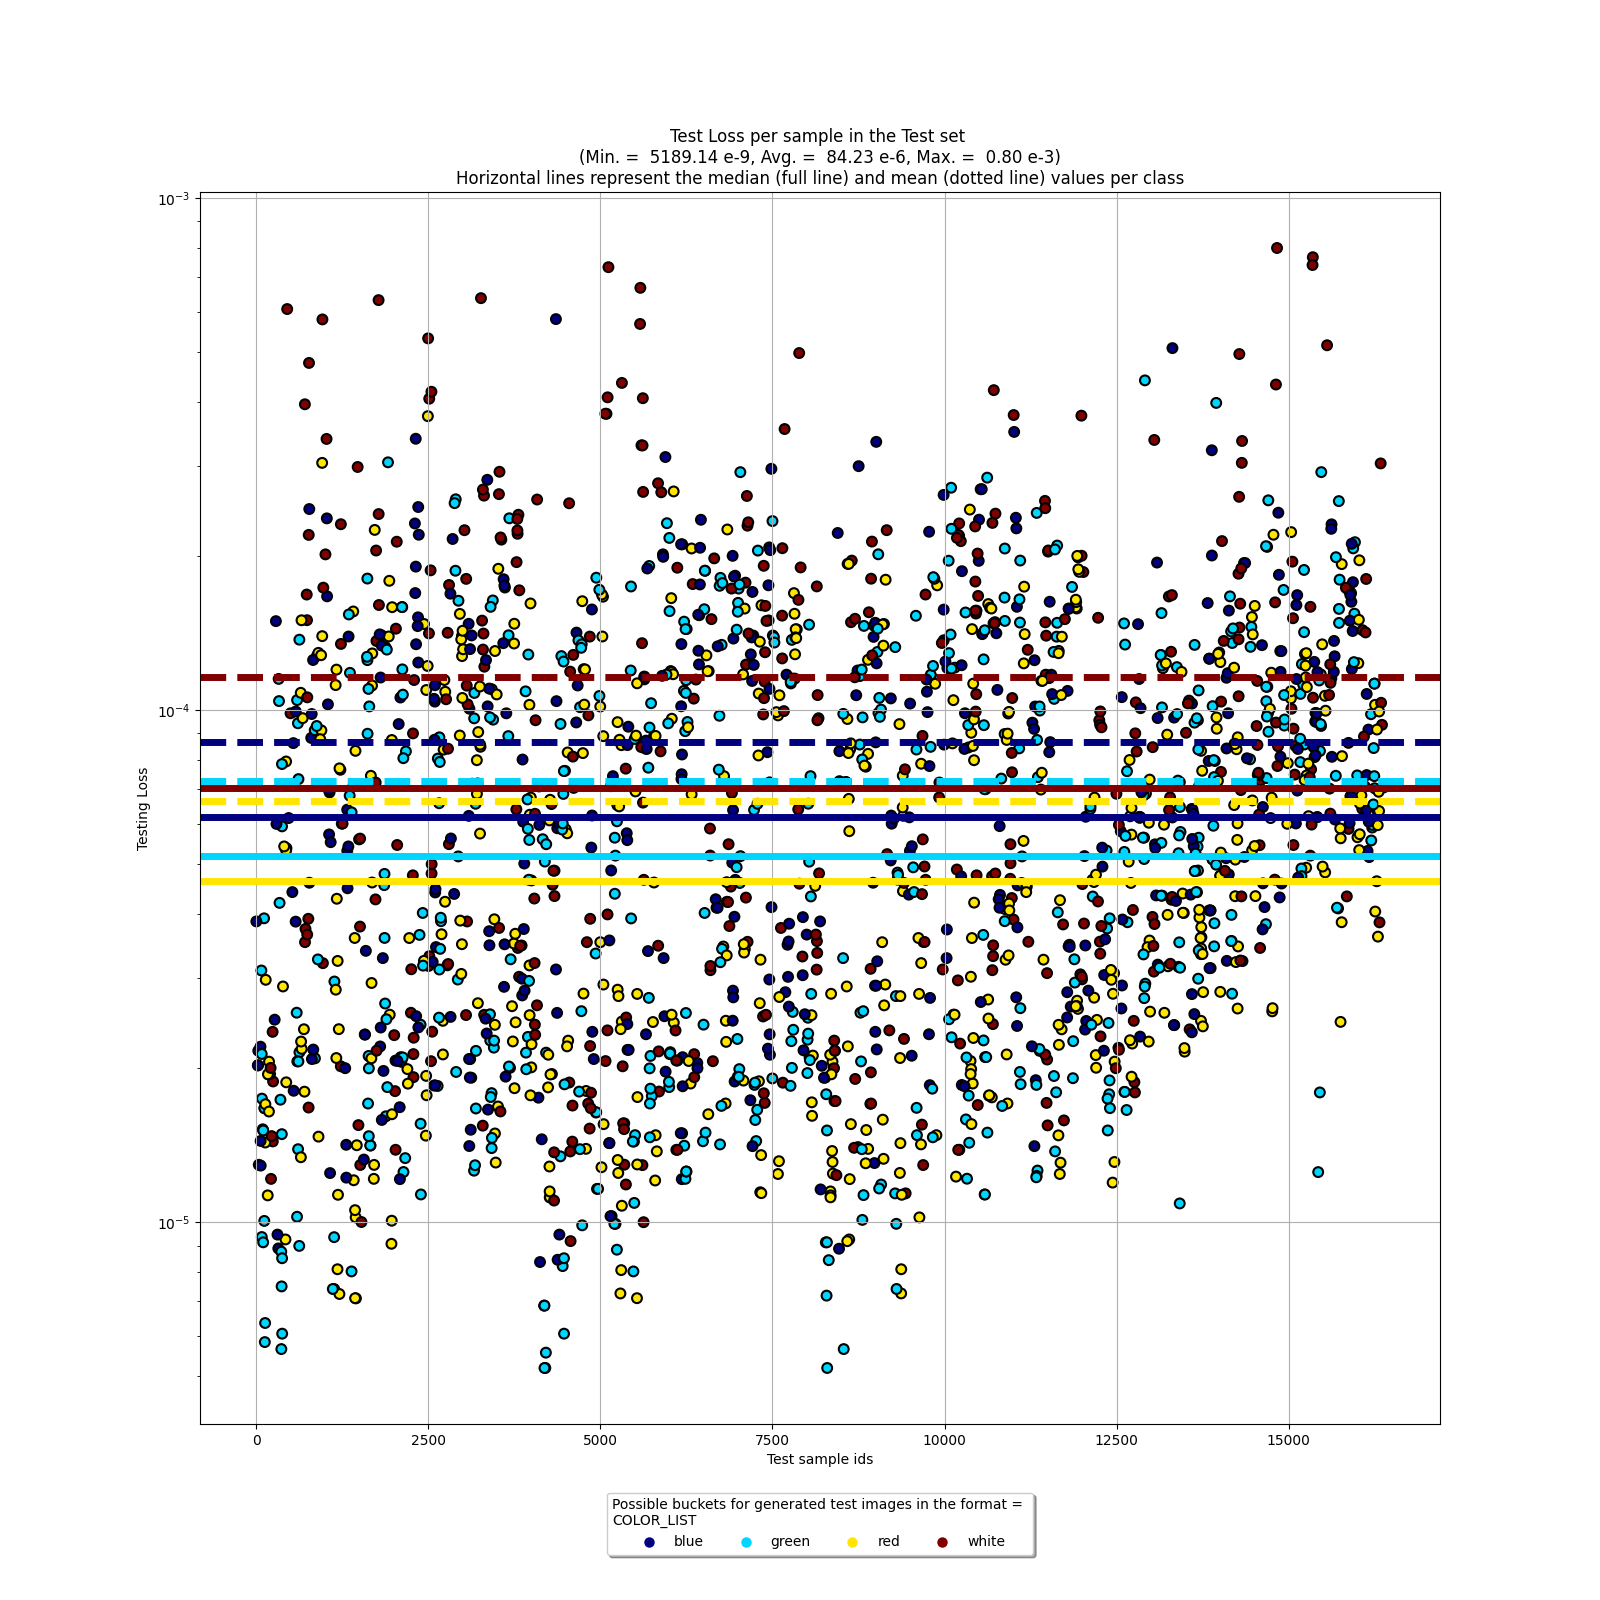 Test Loss per sample in the Test set
(Min. =  5189.14 e-9, Avg. =  84.23 e-6, Max. =  0.80 e-3)
Horizontal lines represent the median (full line) and mean (dotted line) values per class
10⁻³
10⁻⁴
10⁻⁵
Testing Loss
0 2500 5000 7500 10000 12500 15000
Test sample ids
Possible buckets for generated test images in the format =
COLOR_LIST
blue green red white